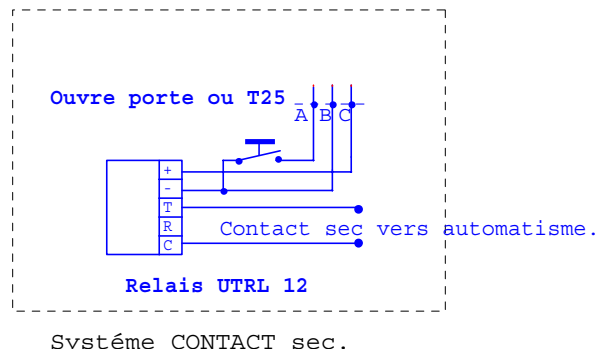 Ouvre porte ou T25
A B C
+
-
T
R
C
Contact sec vers automatisme.
Relais UTRL 12
Systéme CONTACT sec.